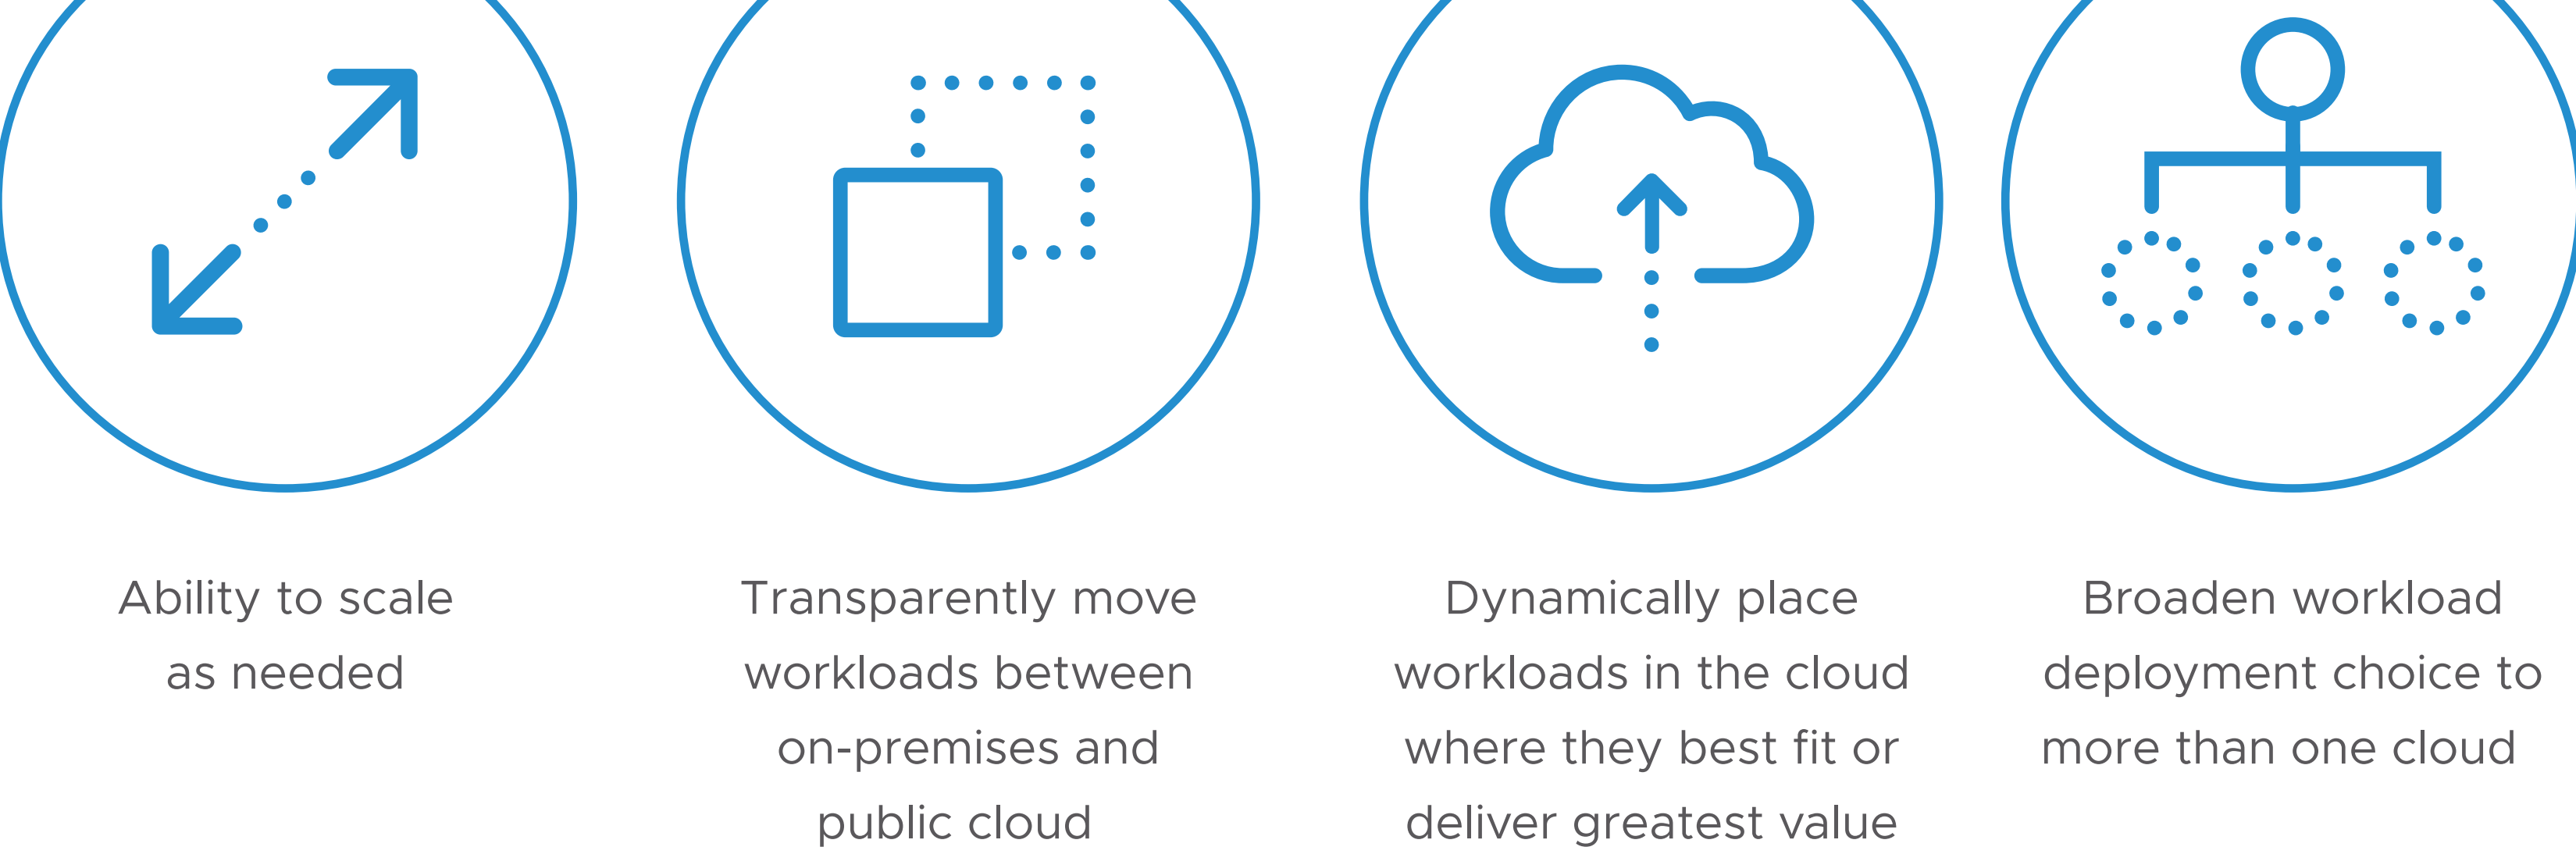 Ability to scale
as needed
Transparently move
workloads between
on-premises and
public cloud
Dynamically place
workloads in the cloud
where they best fit or
deliver greatest value
Broaden workload
deployment choice to
more than one cloud